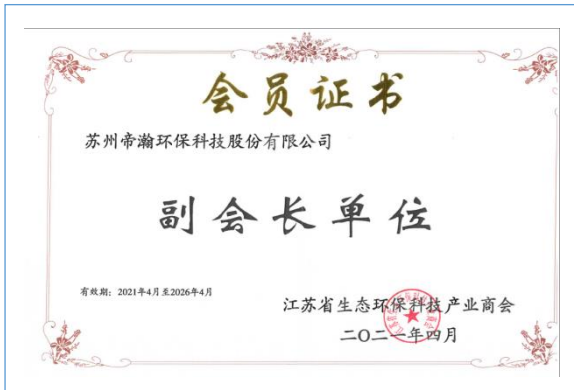 会员证书
苏州帝瀚环保科技股份有限公司
副会长单位
有效期：2021年4月至2026年4月
江苏省生态环保科技产业商会
二〇二一年四月